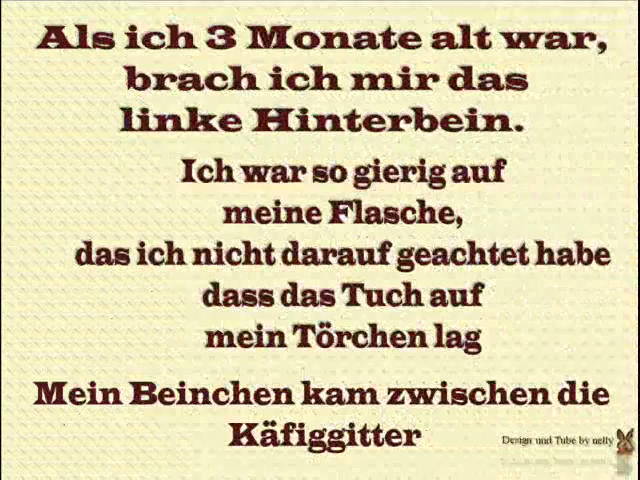 Als ich 3 Monate alt war,
brach ich mir das
linke Hinterbein.
Ich war so gierig auf
meine Flasche,
das ich nicht darauf geachtet habe
dass das Tuch auf
mein Törchen lag
Mein Beinchen kam zwischen die
Käfiggitter
Design und Tube by nelly